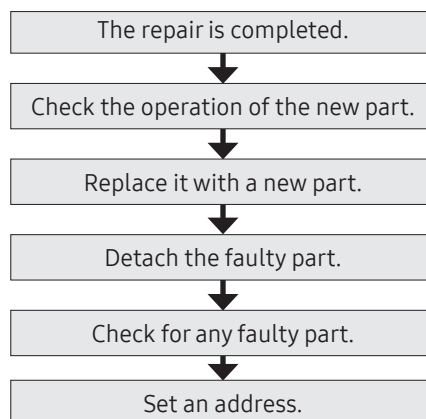 The repair is completed.
Check the operation of the new part.
Replace it with a new part.
Detach the faulty part.
Check for any faulty part.
Set an address.